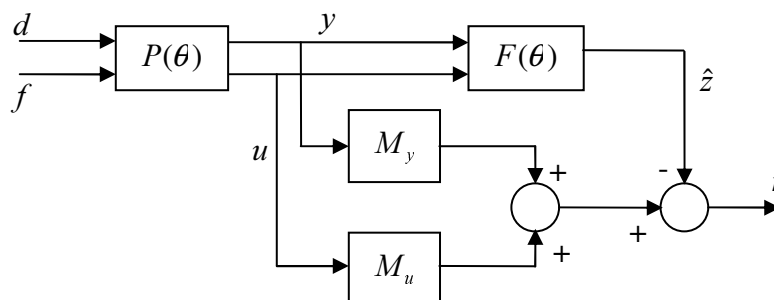 d
f
P(θ)
y
u
F(θ)
ẑ
M_y
M_u
+
+
-
+